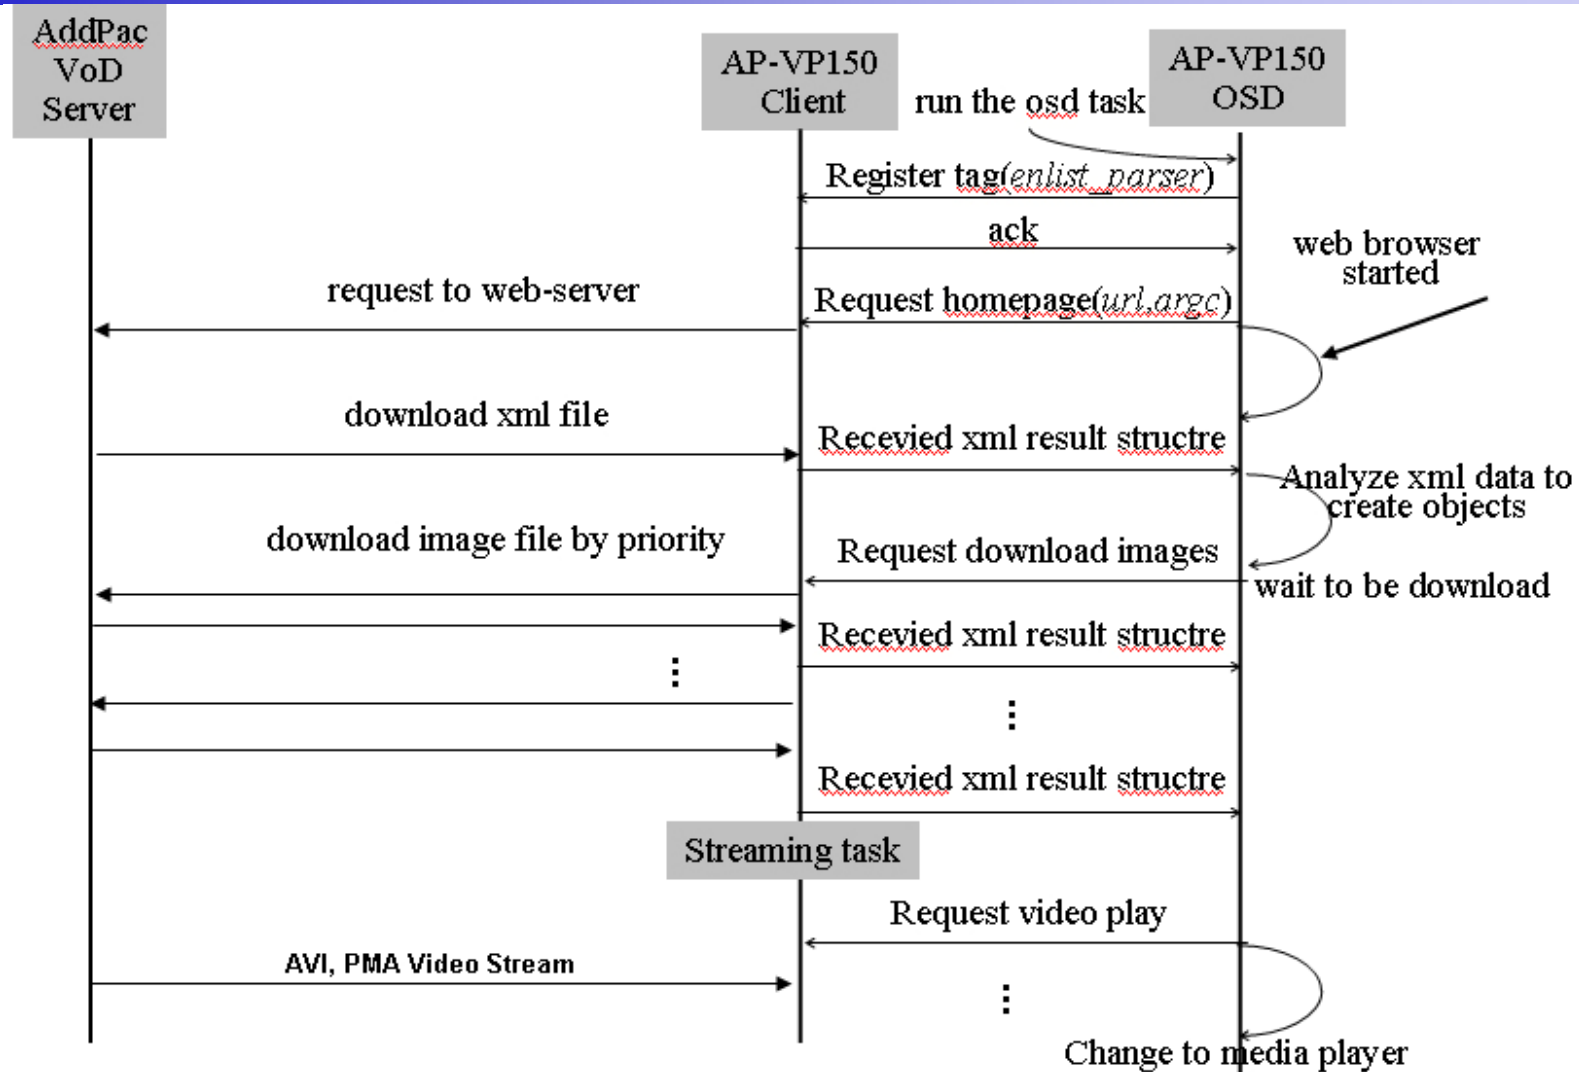 AddPac
VoD
Server
AP-VP150
Client
AP-VP150
OSD
run the osd task
Register tag(enlist_parser)
ack
web browser
started
request to web-server
Request homepage(url,argc)
download xml file
Recevied xml result structre
Analyze xml data to
create objects
download image file by priority
Request download images
wait to be download
Recevied xml result structre
Recevied xml result structre
Streaming task
Request video play
AVI, PMA Video Stream
Change to media player